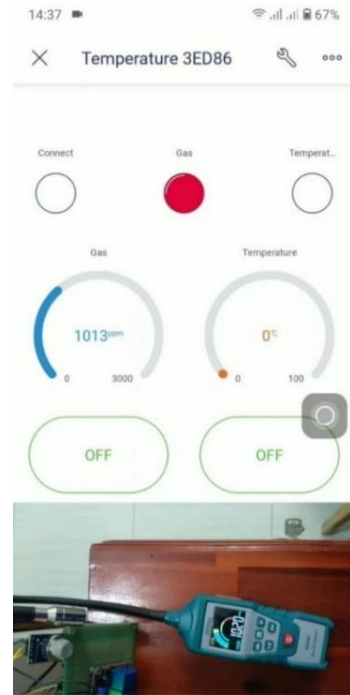 14:37 67%
Temperature 3ED86
Connect Gas Temperat...
Gas Temperature
1013ppm 0°C
0 3000 0 100
OFF OFF